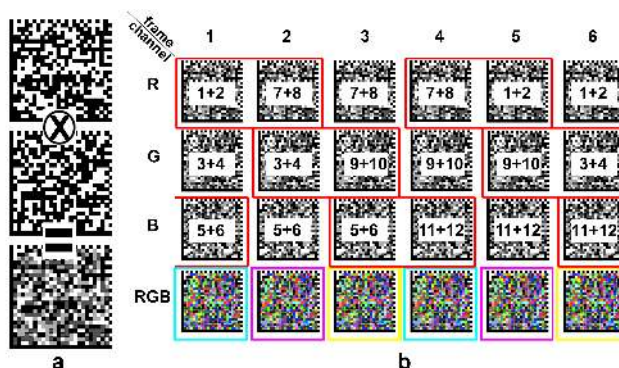 frame
channel
1 2 3 4 5 6
R 1+2 7+8 7+8 7+8 1+2 1+2
G 3+4 3+4 9+10 9+10 9+10 3+4
B 5+6 5+6 5+6 11+12 11+12 11+12
RGB
a b